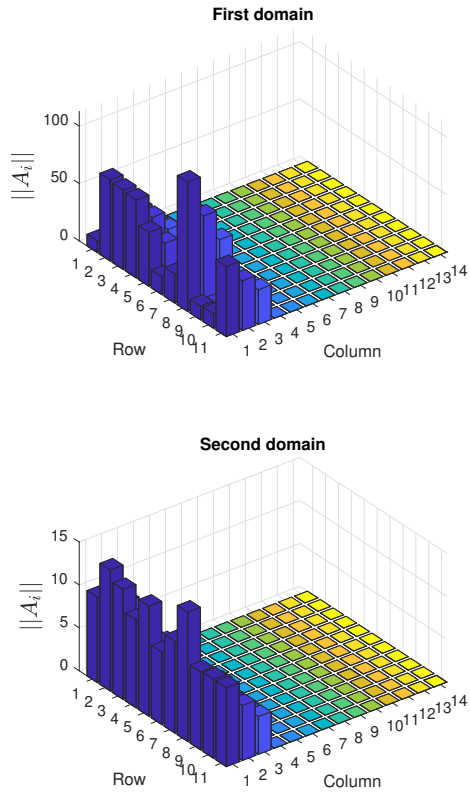 First domain
100
50
0
||A_i||
1 2 3 4 5 6 7 8 9 10 11
Row
1 2 3 4 5 6 7 8 9 10 11 12 13 14
Column
Second domain
15
10
5
0
||A_i||
1 2 3 4 5 6 7 8 9 10 11
Row
1 2 3 4 5 6 7 8 9 10 11 12 13 14
Column